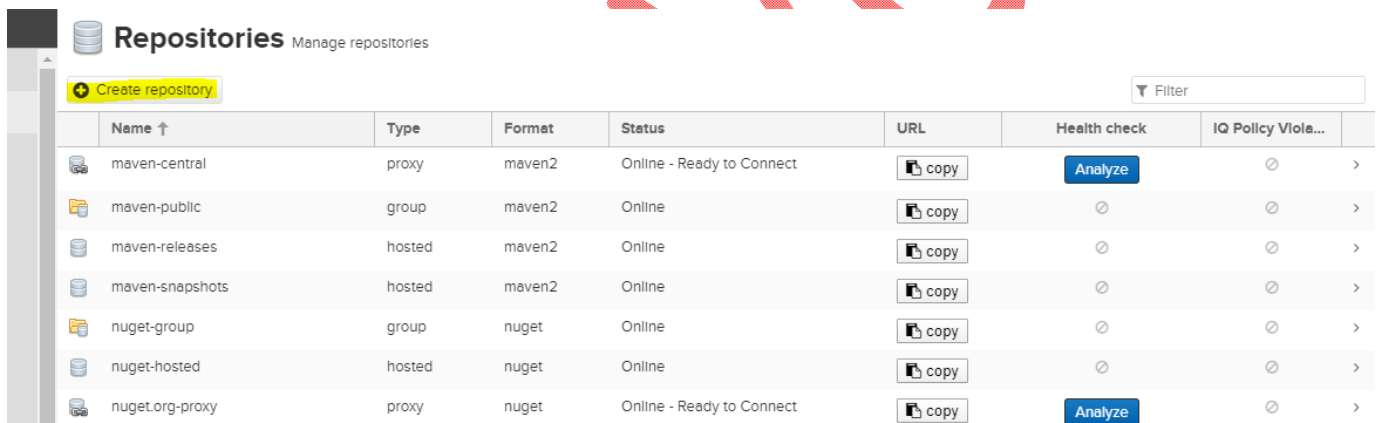 Repositories Manage repositories
Create repository
Filter
Name ↑ Type Format Status URL Health check IQ Policy Viola...
maven-central proxy maven2 Online - Ready to Connect copy Analyze
maven-public group maven2 Online copy
maven-releases hosted maven2 Online copy
maven-snapshots hosted maven2 Online copy
nuget-group group nuget Online copy
nuget-hosted hosted nuget Online copy
nuget.org-proxy proxy nuget Online - Ready to Connect copy Analyze